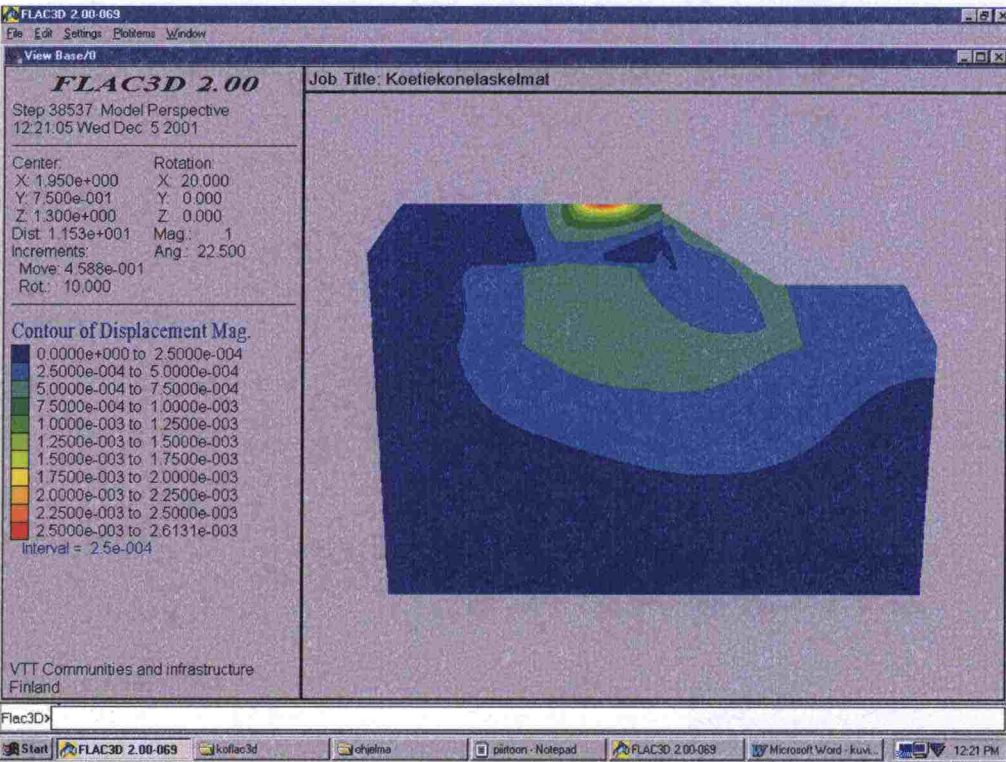 FLAC3D 2.00-069
File Edit Settings Plotitems Window
View Base/0
FLAC3D 2.00
Step 38537 Model Perspective
12:21:05 Wed Dec 5 2001
Center: Rotation:
X: 1.950e+000 X: 20.000
Y: 7.500e-001 Y: 0.000
Z: 1.300e+000 Z: 0.000
Dist: 1.153e+001 Mag.: 1
Increments: Ang.: 22.500
Move: 4.588e-001
Rot.: 10.000
Contour of Displacement Mag.
0.0000e+000 to 2.5000e-004
2.5000e-004 to 5.0000e-004
5.0000e-004 to 7.5000e-004
7.5000e-004 to 1.0000e-003
1.0000e-003 to 1.2500e-003
1.2500e-003 to 1.5000e-003
1.5000e-003 to 1.7500e-003
1.7500e-003 to 2.0000e-003
2.0000e-003 to 2.2500e-003
2.2500e-003 to 2.5000e-003
2.5000e-003 to 2.6131e-003
Interval = 2.5e-004
VTT Communities and infrastructure
Finland
Job Title: Koetiekonelaskelmat
Flac3D>
Start FLAC3D 2.00-069 koflac3d ohjelma piirtoon - Notepad FLAC3D 2.00-069 Microsoft Word - kuvi... 12:21 PM